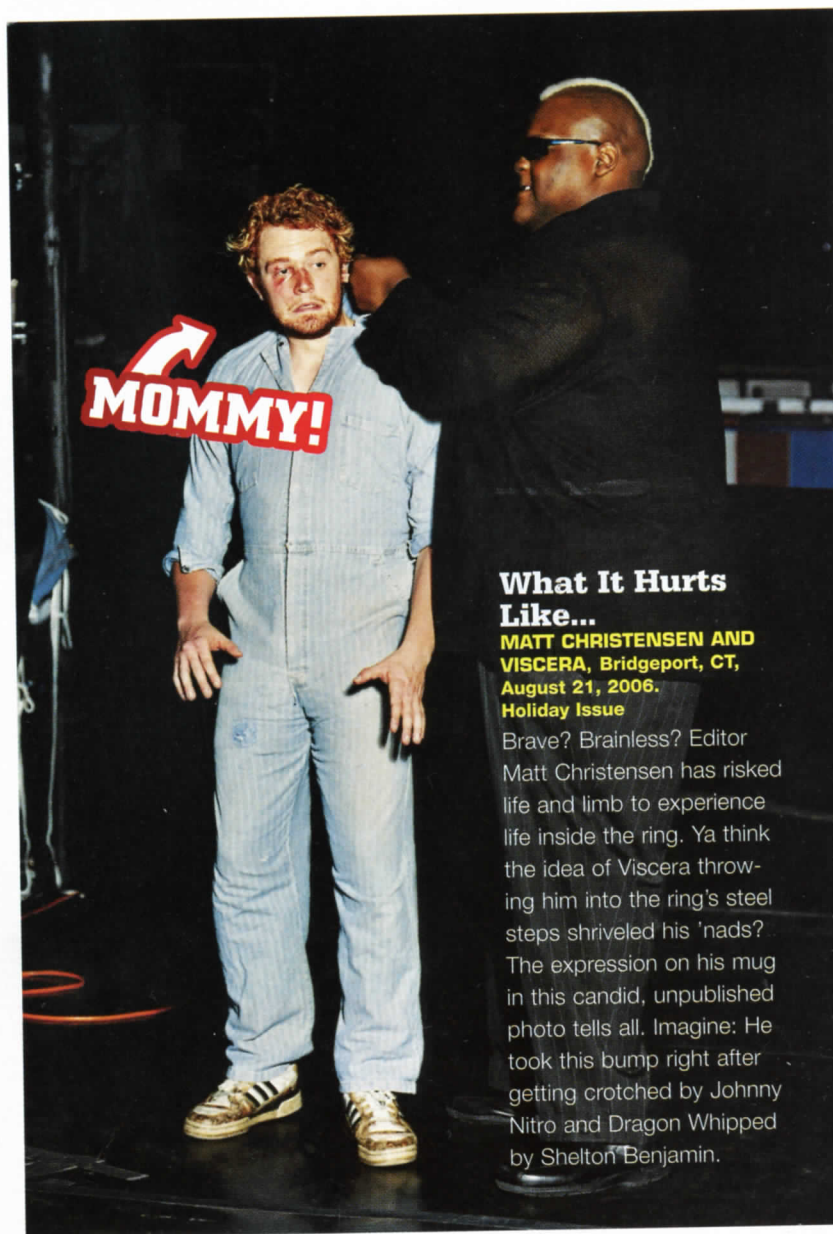 MOMMY!
What It Hurts
Like...
MATT CHRISTENSEN AND
VISCERA, Bridgeport, CT,
August 21, 2006.
Holiday Issue
Brave? Brainless? Editor
Matt Christensen has risked
life and limb to experience
life inside the ring. Ya think
the idea of Viscera throw-
ing him into the ring's steel
steps shriveled his 'nads?
The expression on his mug
in this candid, unpublished
photo tells all. Imagine: He
took this bump right after
getting crotched by Johnny
Nitro and Dragon Whipped
by Shelton Benjamin.